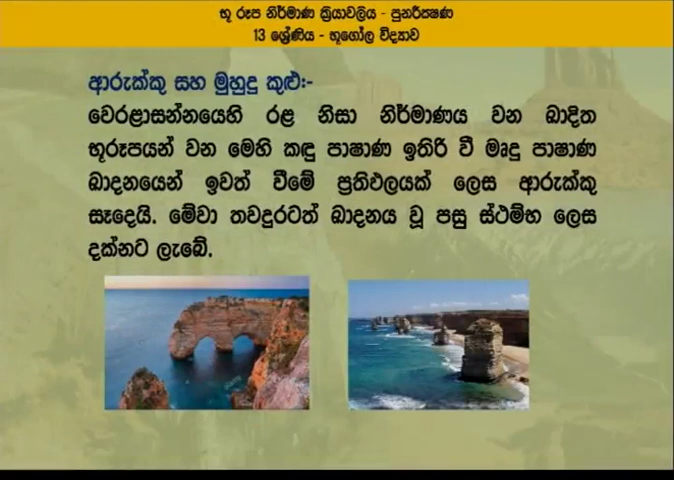 භූ රූප නිර්මාණ ක්‍රියාවලිය - පුනරීක්ෂණ
13 ශ්‍රේණිය - භූගෝල විද්‍යාව
ආරුක්කු සහ මුහුදු කුළු:-
වෙරළාසන්නයෙහි රළ නිසා නිර්මාණය වන ඛාදිත
භූරූපයන් වන මෙහි කඳු පාෂාණ ඉතිරි වී මෘදු පාෂාණ
ඛාදනයෙන් ඉවත් වීමේ ප්‍රතිඵලයක් ලෙස ආරුක්කු
සෑදෙයි. මේවා තවදුරටත් ඛාදනය වූ පසු ස්ථම්භ ලෙස
දක්නට ලැබේ.